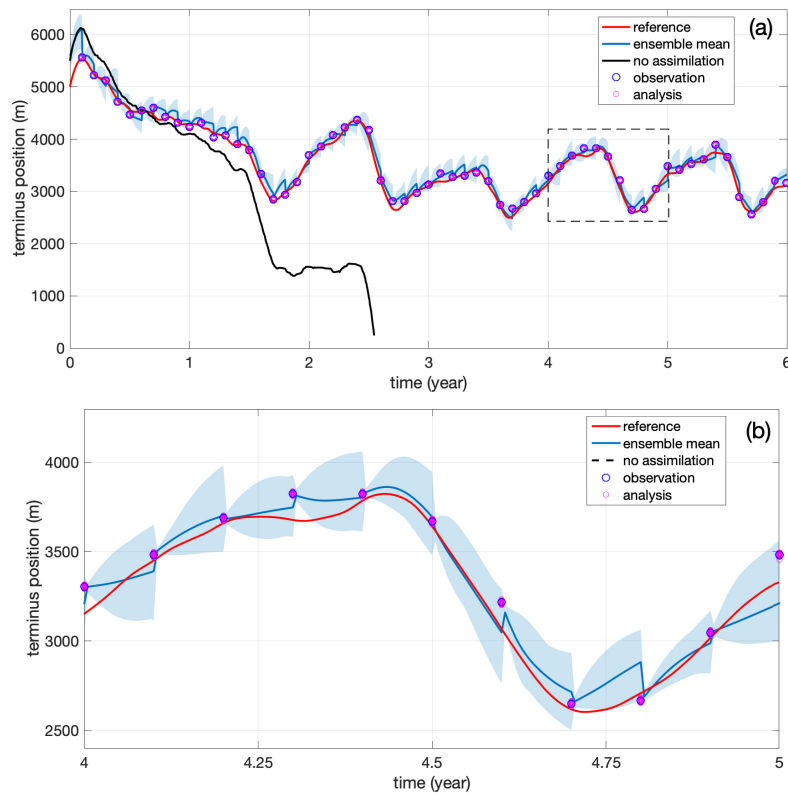 (a)
reference
ensemble mean
no assimilation
observation
analysis
6000
5000
4000
3000
2000
1000
0
terminus position (m)
0 1 2 3 4 5 6
time (year)
(b)
reference
ensemble mean
no assimilation
observation
analysis
4000
3500
3000
2500
terminus position (m)
4 4.25 4.5 4.75 5
time (year)